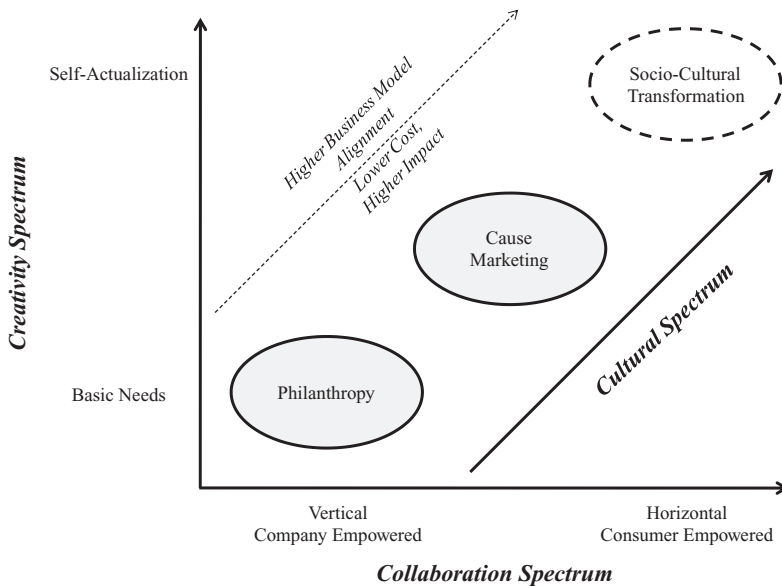 Self-Actualization
Socio-Cultural
Transformation
Higher Business Model
Alignment
Lower Cost,
Higher Impact
Creativity Spectrum
Cause
Marketing
Cultural Spectrum
Basic Needs
Philanthropy
Vertical
Company Empowered
Horizontal
Consumer Empowered
Collaboration Spectrum